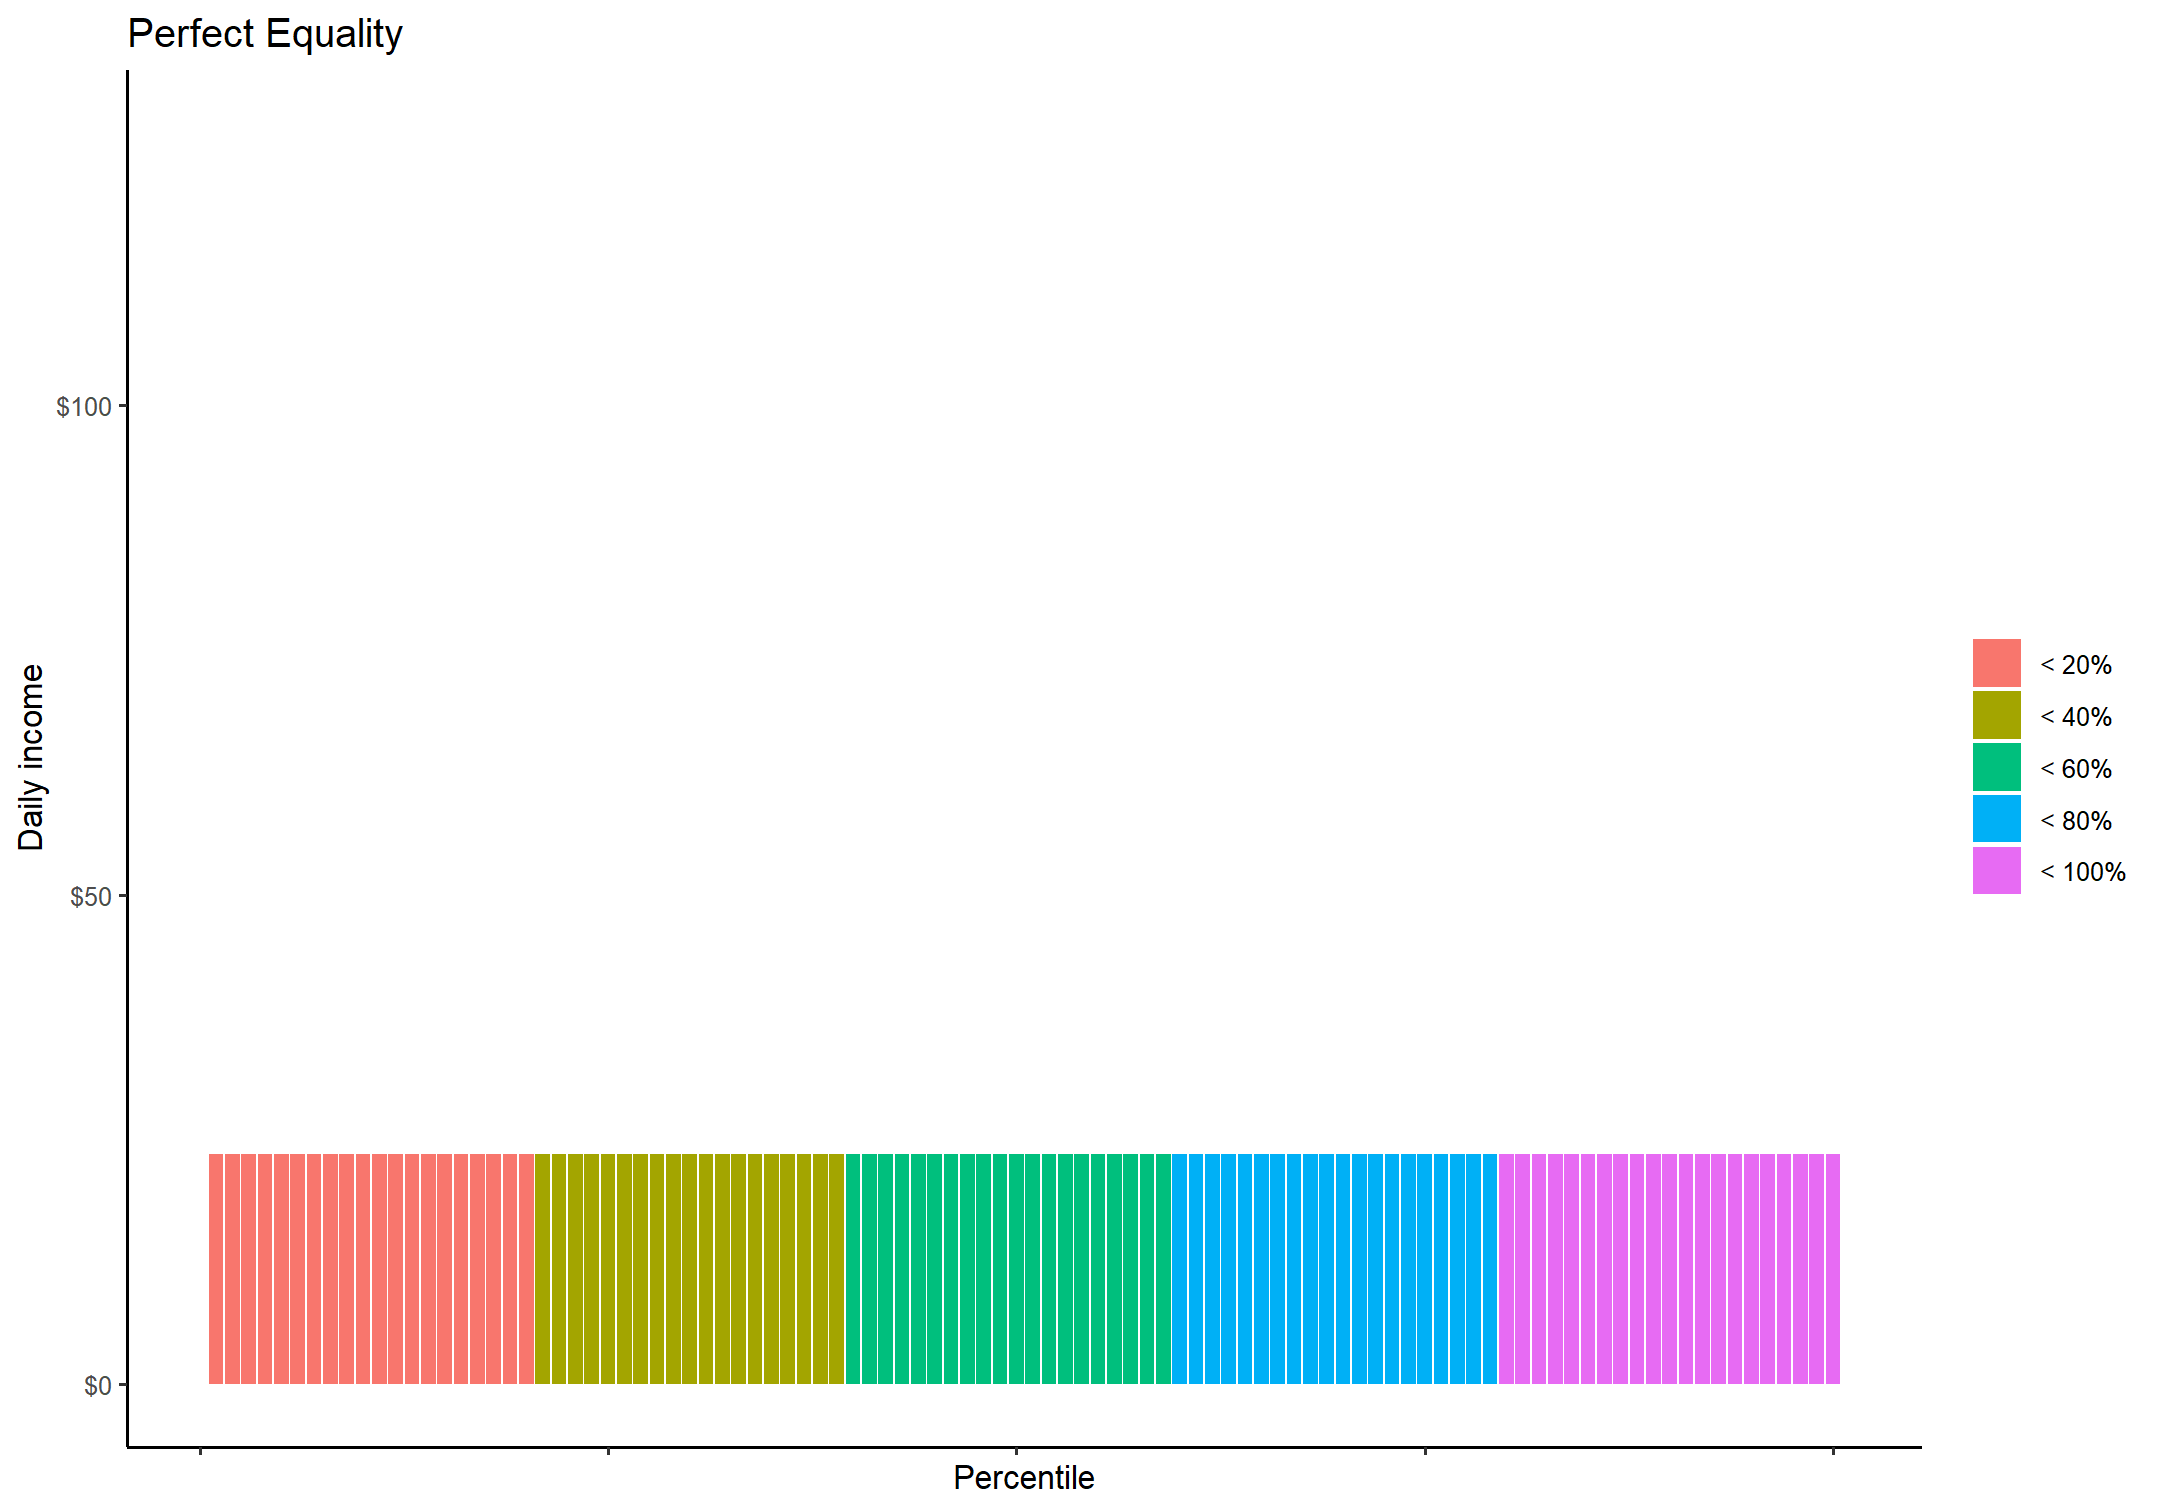 Perfect Equality
Daily income
$100
$50
$0
Percentile
< 20%
< 40%
< 60%
< 80%
< 100%